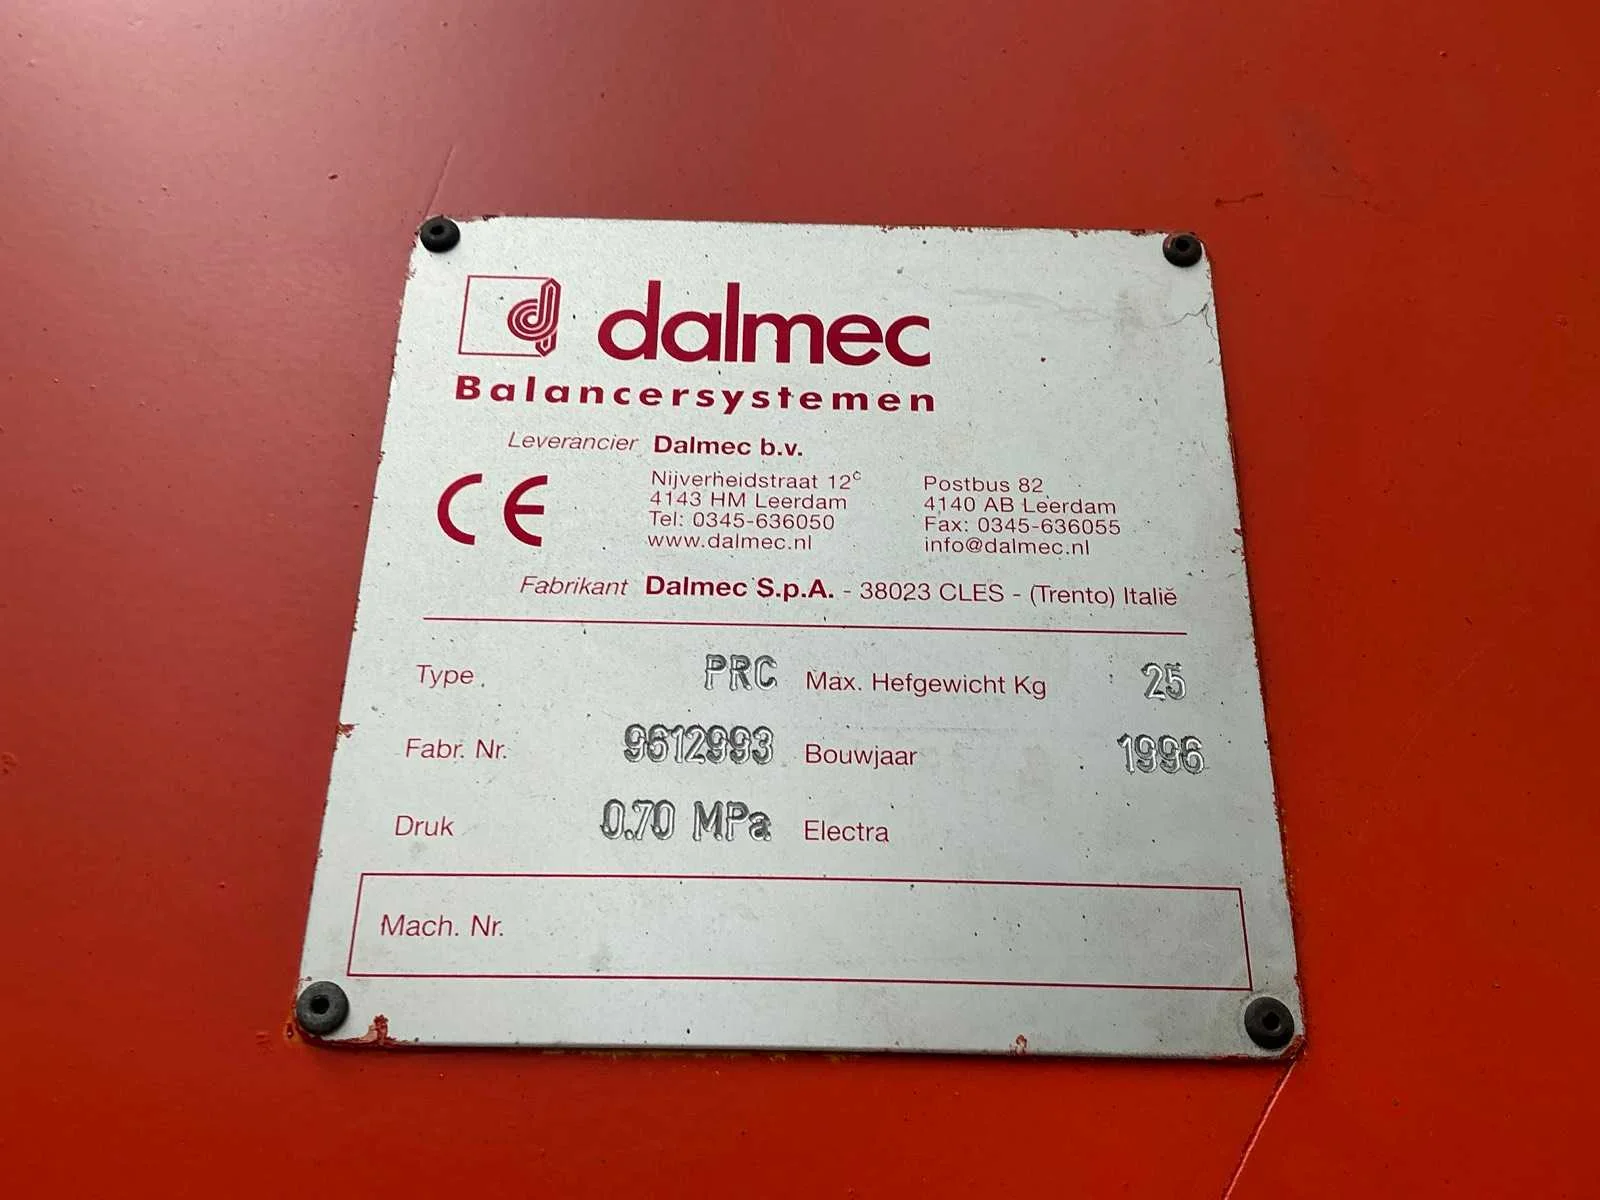 dalmec
Balancersystemen
Leverancier Dalmec b.v.
Nijverheidstraat 12c
4143 HM Leerdam
Tel: 0345-636050
www.dalmec.nl
Postbus 82
4140 AB Leerdam
Fax: 0345-636055
info@dalmec.nl
CE
Fabrikant Dalmec S.p.A. - 38023 CLES - (Trento) Italië
Type PRC Max. Hefgewicht Kg 25
Fabr. Nr. 9612993 Bouwjaar 1996
Druk 0.70 MPa Electra
Mach. Nr.